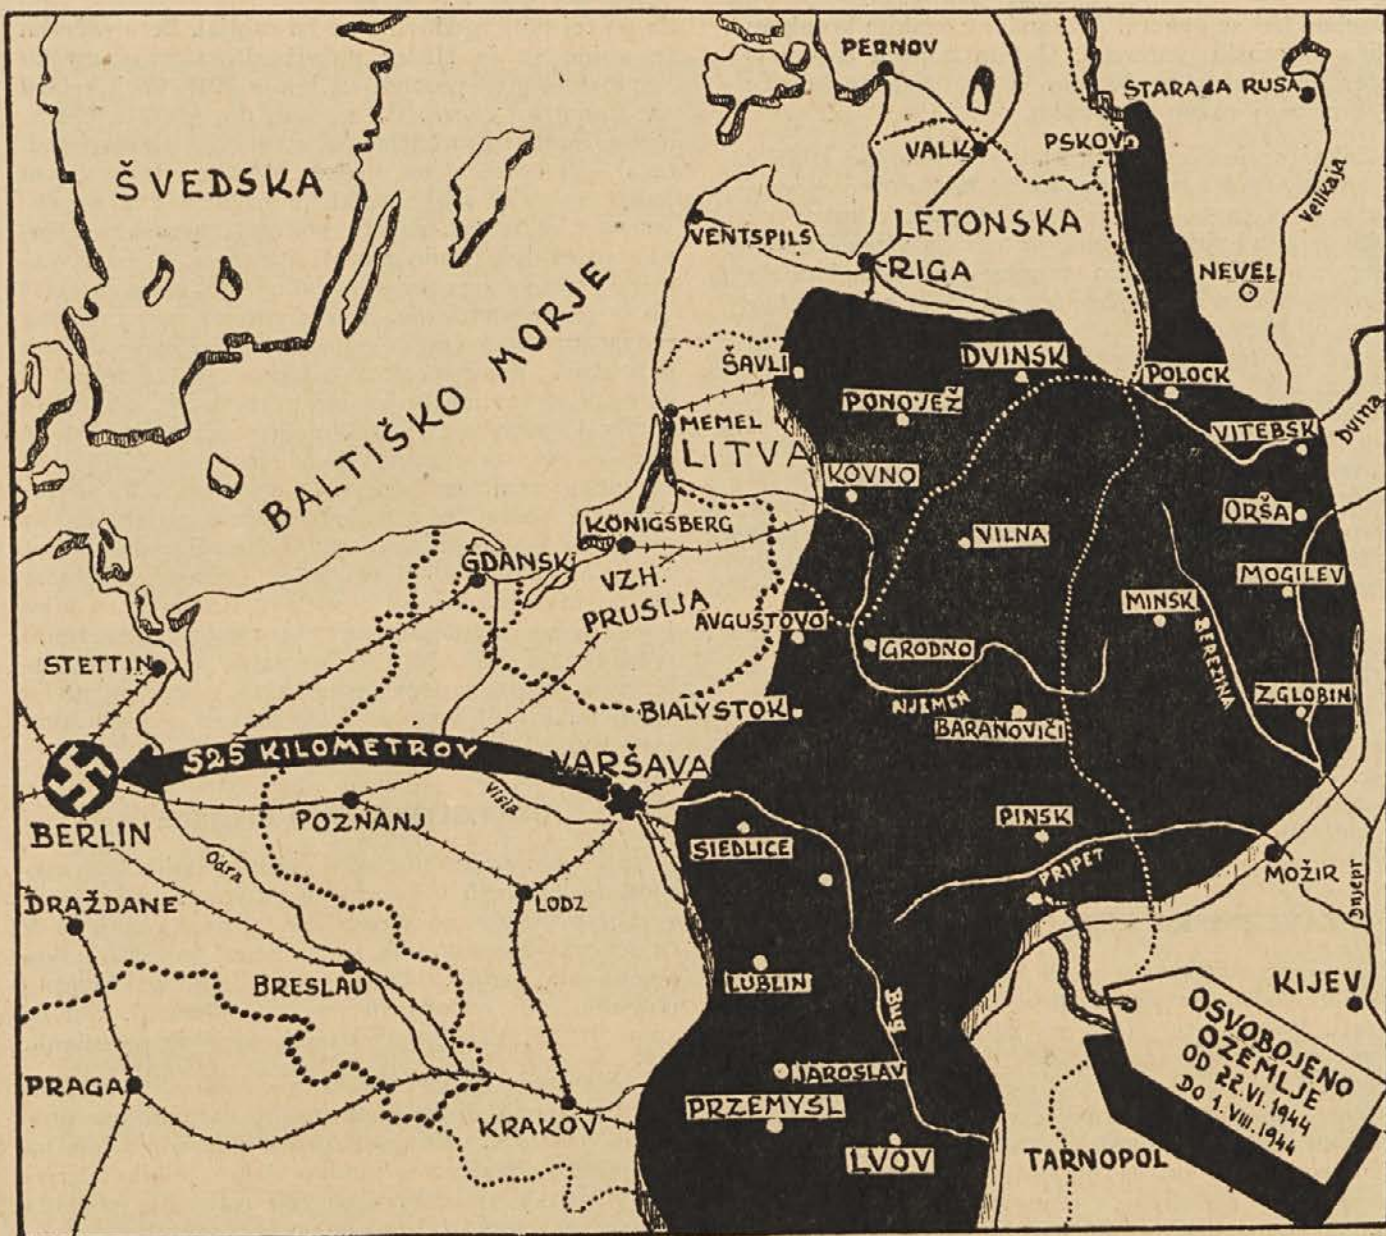 PERNOV
STARAJA RUSA
PSKOV
VALK
ŠVEDSKA
Velikaja
LETONSKA
VENTSPILS
RIGA
NEVEL
BALTIŠKO MORJE
ŠAVLI
DVINSK
POLOCK
PONOJEŽ
MEMEL
Dvina
VITEBSK
LITVA
KOVNO
ORŠA
KÖNIGSBERG
VILNA
GDANSK
VZH.
PRUSIJA
MOGILEV
MINSK
AVGUSTOVO
BEREZINA
GRODNO
STETTIN
ZGLOBIN
NJEMEN
BIALYSTOK
BARANOVIČI
525 KILOMETROV
VARŠAVA
Visla
BERLIN
POZNANJ
PINSK
SIEDLICE
PRIPET
MOŽIR
Odra
Dnjepr
DRAŽDANE
LODZ
BRESLAU
LUBLIN
KIJEV
Bug
OSVOBOJENO
OZEMLJE
OD 22.VI.1944
DO 1.VIII.1944
JAROSLAV
PRAGA
PRZEMYSL
KRAKOV
LVOV
TARNOPOL